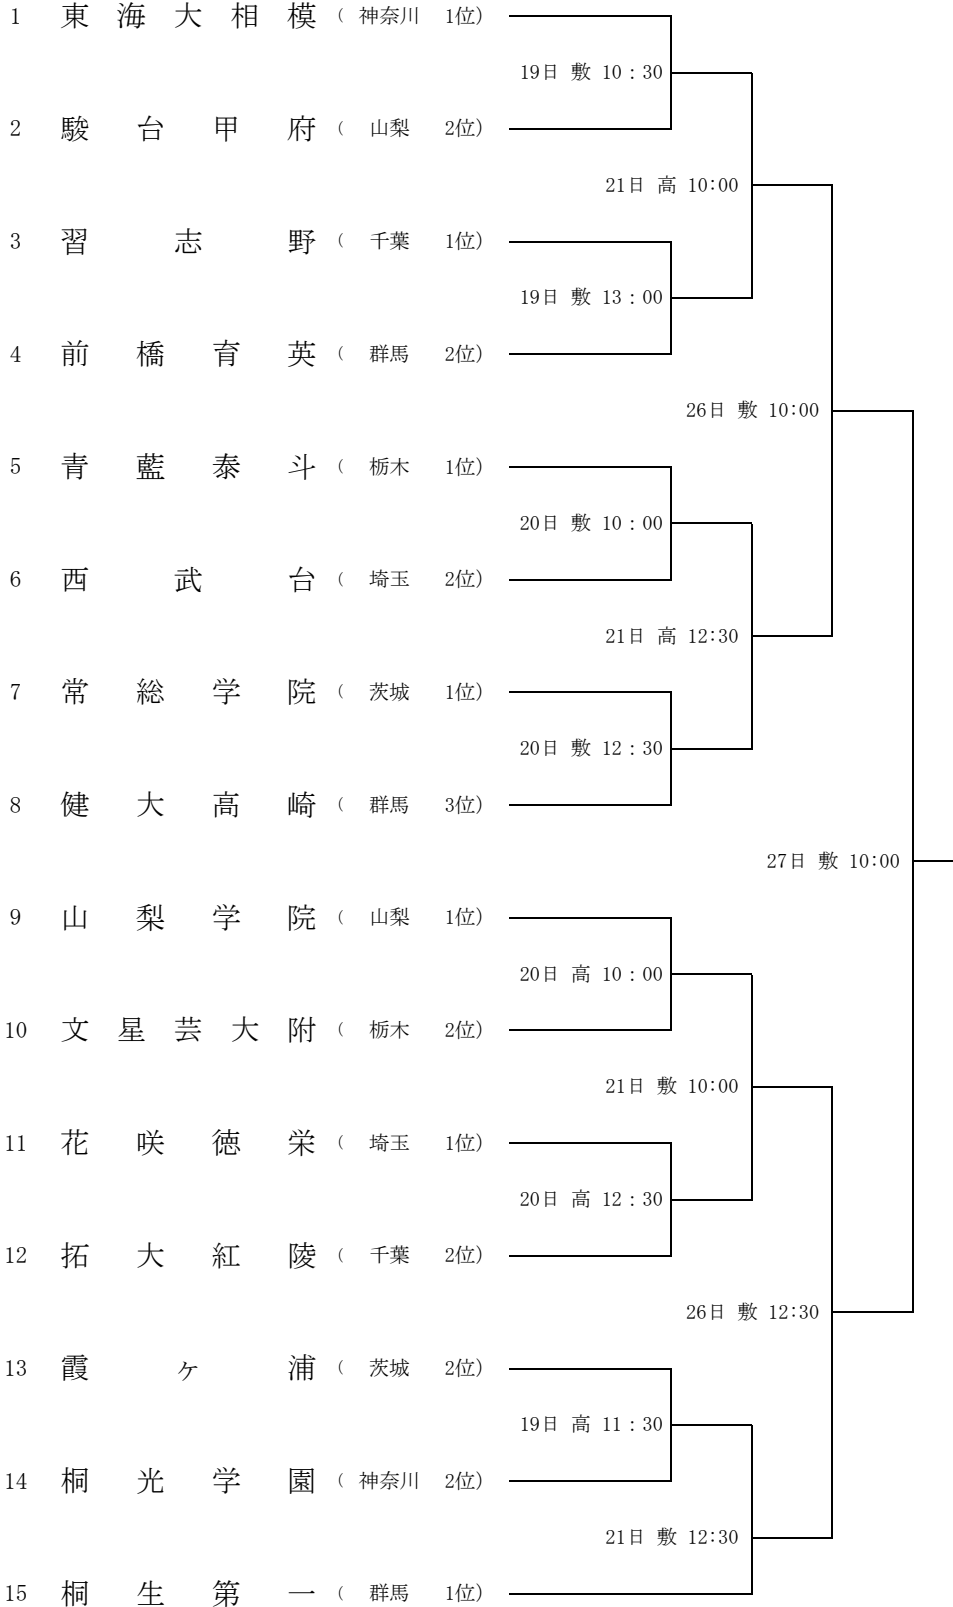 1 東海大相模 （ 神奈川 1位）
19日 敷 10：30
2 駿台甲府 （ 山梨 2位）
21日 高 10:00
3 習志野 （ 千葉 1位）
19日 敷 13：00
4 前橋育英 （ 群馬 2位）
26日 敷 10:00
5 青藍泰斗 （ 栃木 1位）
20日 敷 10：00
6 西武台 （ 埼玉 2位）
21日 高 12:30
7 常総学院 （ 茨城 1位）
20日 敷 12：30
8 健大高崎 （ 群馬 3位）
27日 敷 10:00
9 山梨学院 （ 山梨 1位）
20日 高 10：00
10 文星芸大附 （ 栃木 2位）
21日 敷 10:00
11 花咲徳栄 （ 埼玉 1位）
20日 高 12：30
12 拓大紅陵 （ 千葉 2位）
26日 敷 12:30
13 霞ヶ浦 （ 茨城 2位）
19日 高 11：30
14 桐光学園 （ 神奈川 2位）
21日 敷 12:30
15 桐生第一 （ 群馬 1位）